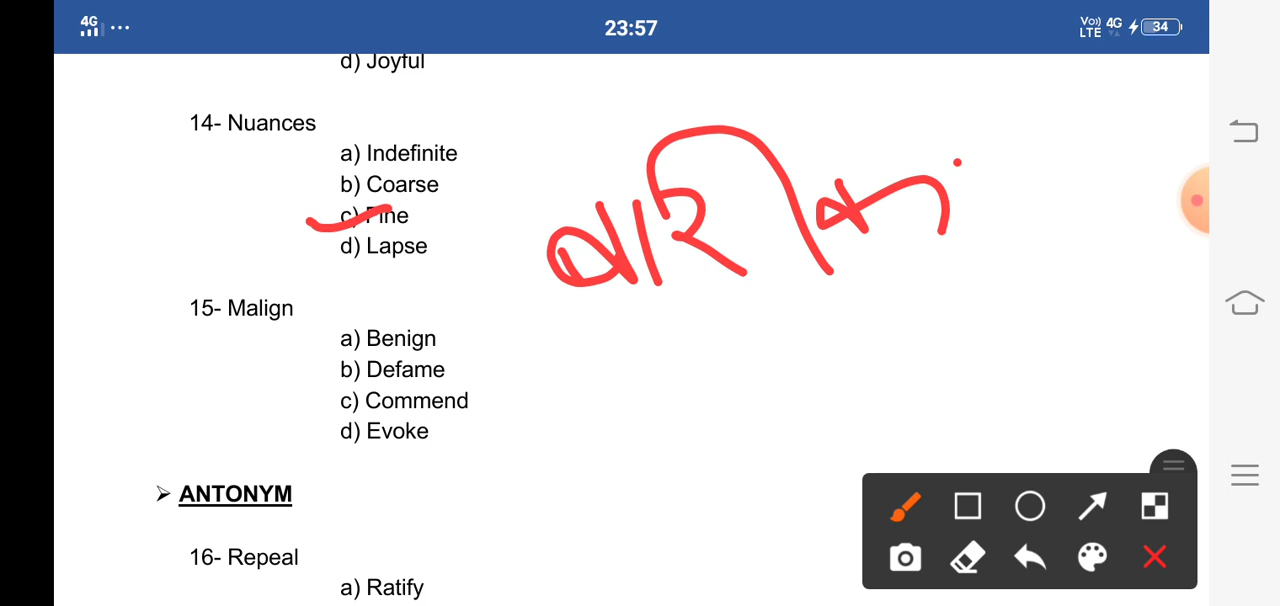 4G ... 23:57 Vo)) LTE 4G 34
d) Joyful
14- Nuances
a) Indefinite
b) Coarse
c) Fine
d) Lapse
बारिक
15- Malign
a) Benign
b) Defame
c) Commend
d) Evoke
➢ ANTONYM
16- Repeal
a) Ratify